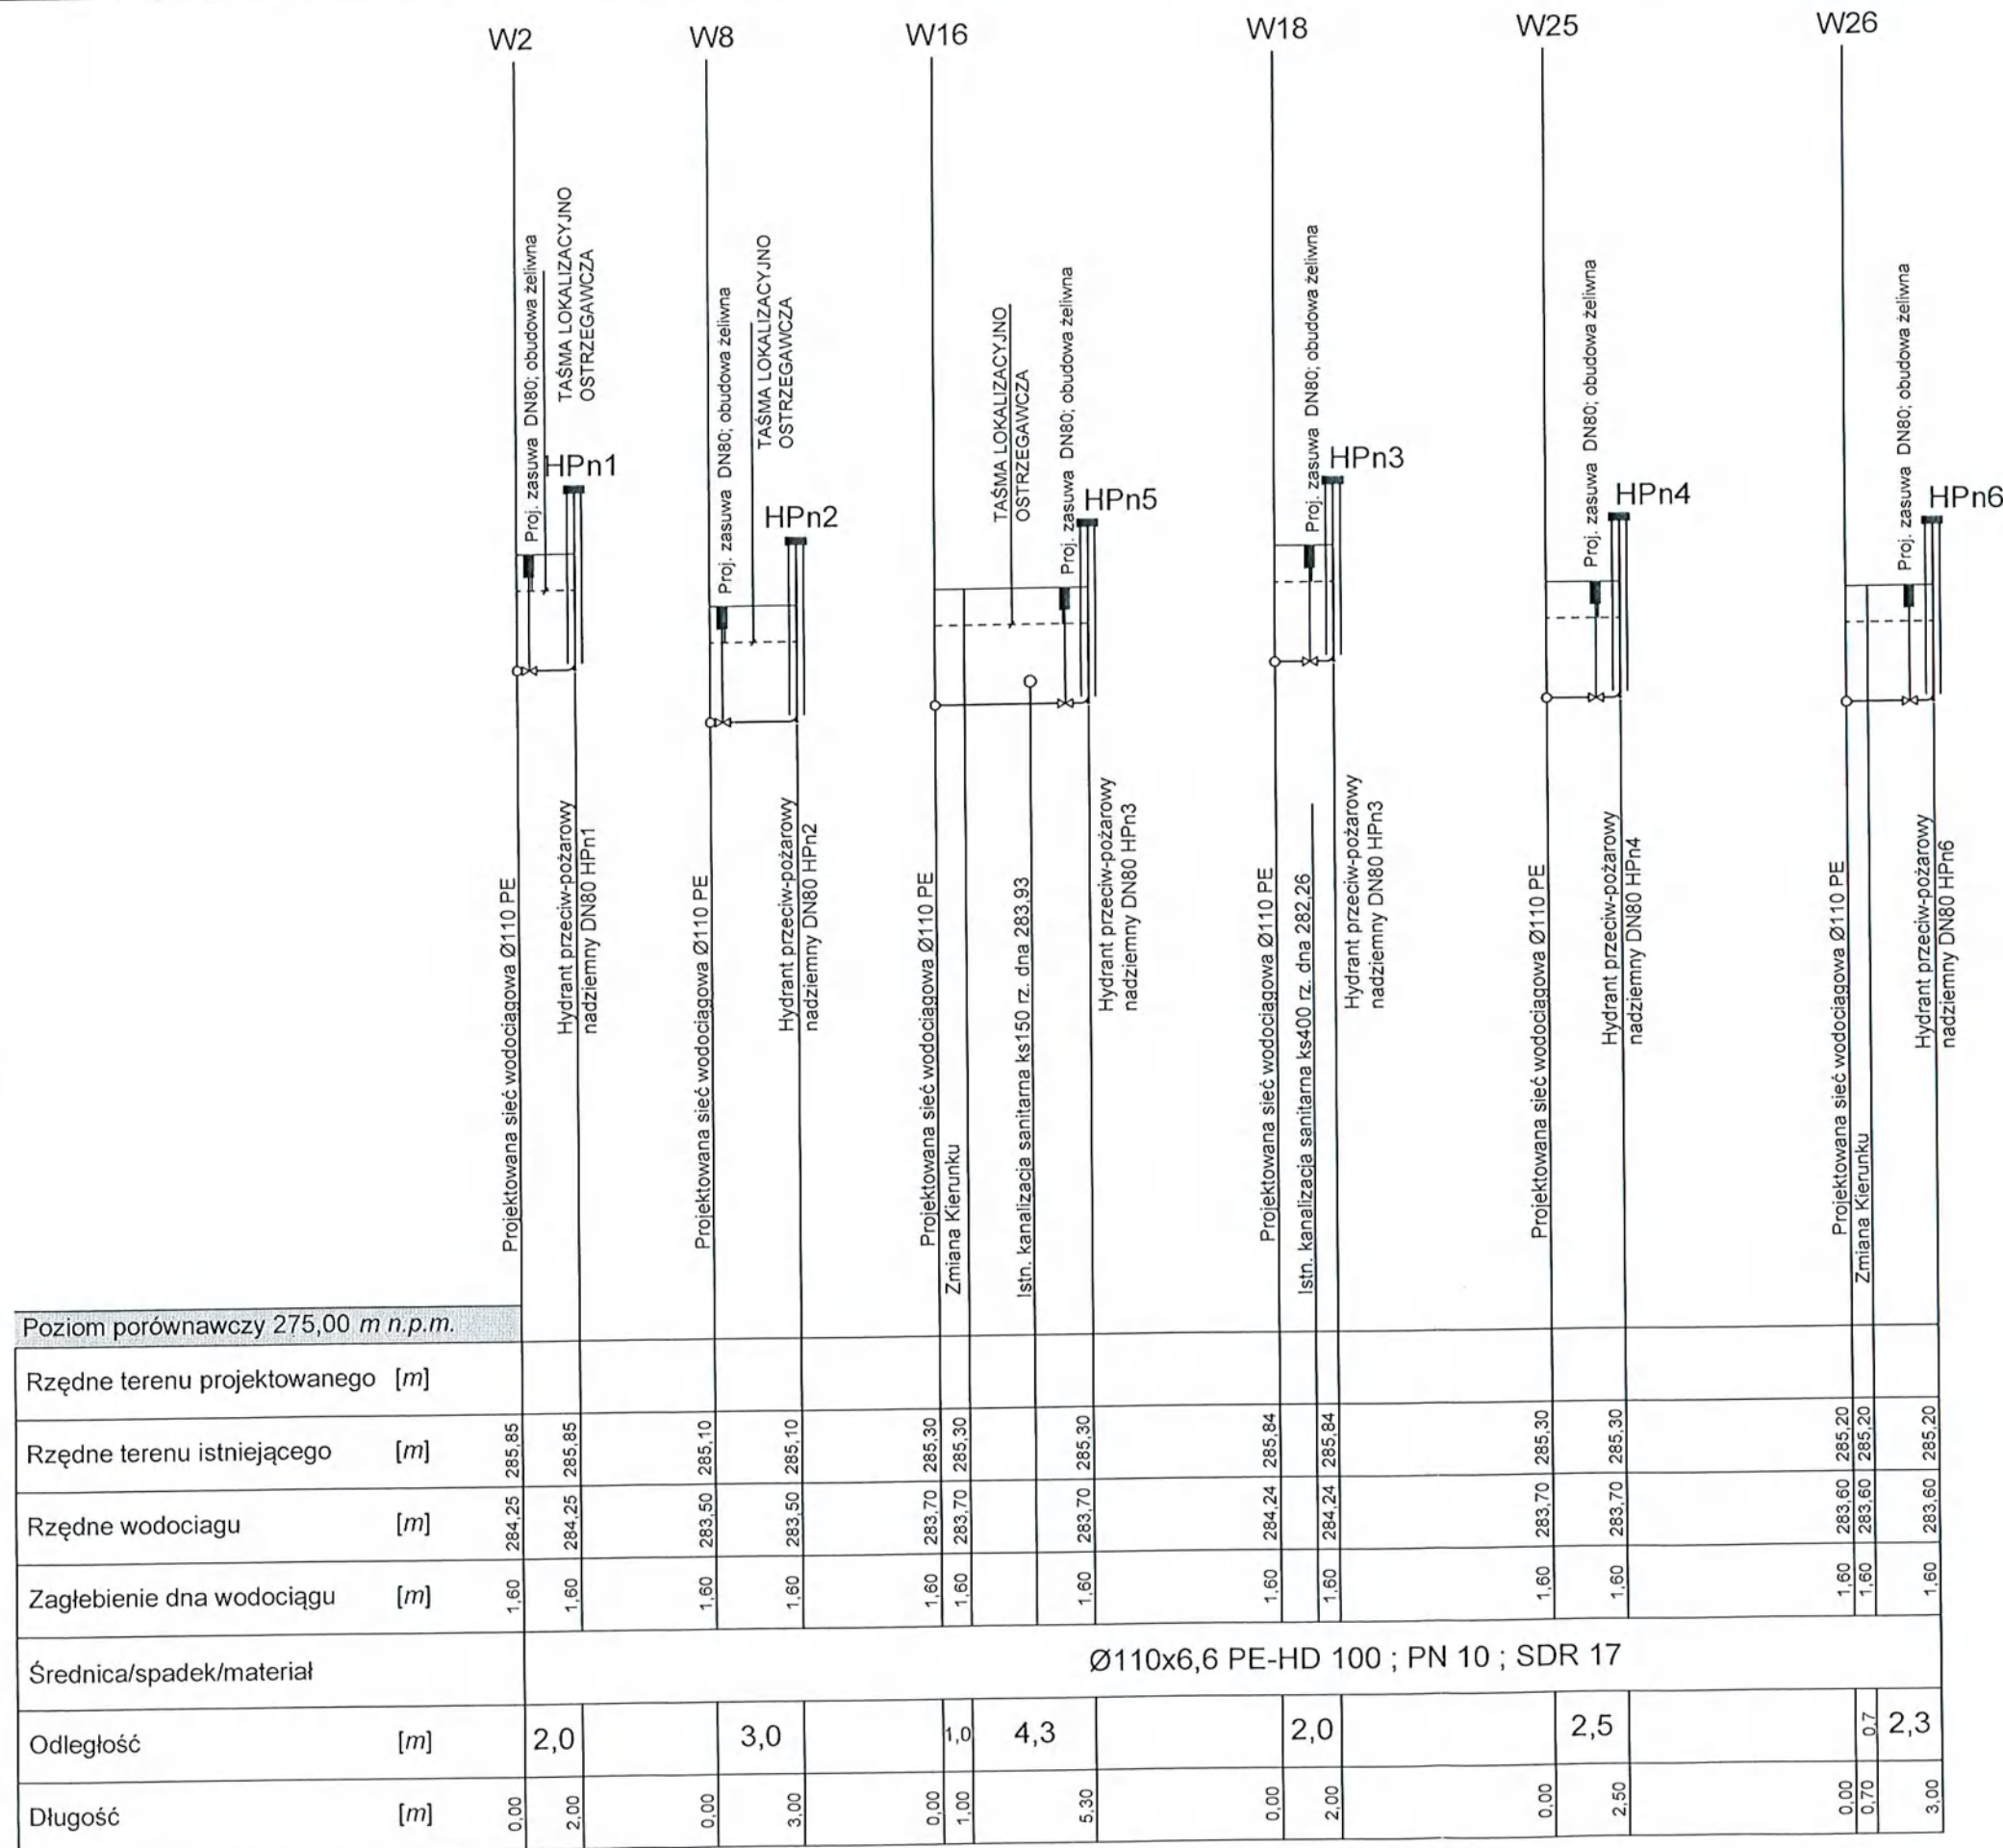 W2
W8
W16
W18
W25
W26
Proj. zasuwa DN80; obudowa żeliwna
TAŚMA LOKALIZACYJNO
OSTRZEGAWCZA
HPn1
Proj. zasuwa DN80; obudowa żeliwna
TAŚMA LOKALIZACYJNO
OSTRZEGAWCZA
HPn2
TAŚMA LOKALIZACYJNO
OSTRZEGAWCZA
Proj. zasuwa DN80; obudowa żeliwna
HPn5
Proj. zasuwa DN80; obudowa żeliwna
HPn3
Proj. zasuwa DN80; obudowa żeliwna
HPn4
Proj. zasuwa DN80; obudowa żeliwna
HPn6
Projektowana sieć wodociągowa Ø110 PE
Hydrant przeciw-pożarowy
nadziemny DN80 HPn1
Projektowana sieć wodociągowa Ø110 PE
Hydrant przeciw-pożarowy
nadziemny DN80 HPn2
Projektowana sieć wodociągowa Ø110 PE
Zmiana Kierunku
Istn. kanalizacja sanitarna ks150 rz. dna 283,93
Hydrant przeciw-pożarowy
nadziemny DN80 HPn3
Projektowana sieć wodociągowa Ø110 PE
Istn. kanalizacja sanitarna ks400 rz. dna 282,26
Hydrant przeciw-pożarowy
nadziemny DN80 HPn3
Projektowana sieć wodociągowa Ø110 PE
Hydrant przeciw-pożarowy
nadziemny DN80 HPn4
Projektowana sieć wodociągowa Ø110 PE
Zmiana Kierunku
Hydrant przeciw-pożarowy
nadziemny DN80 HPn6
Poziom porównawczy 275,00 m n.p.m.
Rzędne terenu projektowanego [m]
Rzędne terenu istniejącego [m] 285,85 285,85 285,10 285,10 285,30 285,30 285,30 285,84 285,84 285,30 285,30 285,20 285,20 285,20
Rzędne wodociagu [m] 284,25 284,25 283,50 283,50 283,70 283,70 283,70 284,24 284,24 283,70 283,70 283,60 283,60 283,60
Zagłebienie dna wodociągu [m] 1,60 1,60 1,60 1,60 1,60 1,60 1,60 1,60 1,60 1,60 1,60 1,60 1,60 1,60
Średnica/spadek/materiał Ø110x6,6 PE-HD 100 ; PN 10 ; SDR 17
Odległość [m] 2,0 3,0 1,0 4,3 2,0 2,5 0,7 2,3
Długość [m] 0,00 2,00 0,00 3,00 0,00 1,00 5,30 0,00 2,00 0,00 2,50 0,00 0,70 3,00